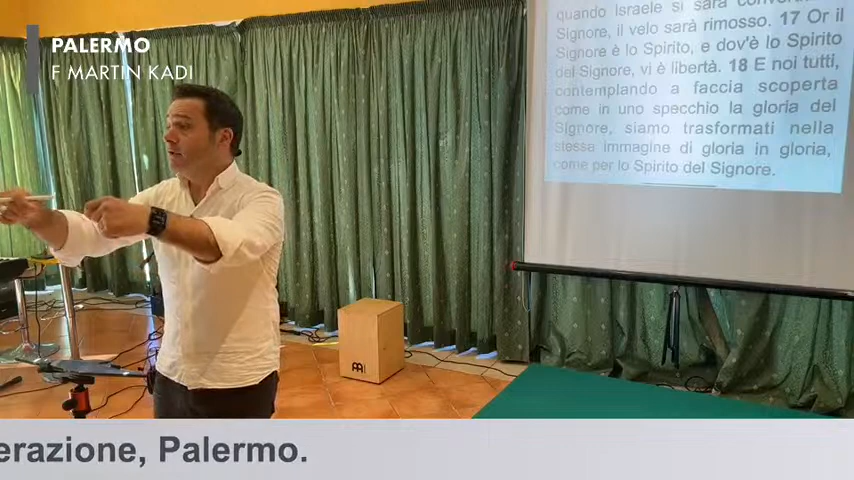 PALERMO
F MARTIN KADI
quando Israele si sarà
Signore, il velo sarà rimosso. 17 Or il
Signore è lo Spirito, e dov'è lo Spirito
del Signore, vi è libertà. 18 E noi tutti,
contemplando a faccia scoperta
come in uno specchio la gloria del
Signore, siamo trasformati nella
stessa immagine di gloria in gloria,
come per lo Spirito del Signore.
MEINL
erazione, Palermo.